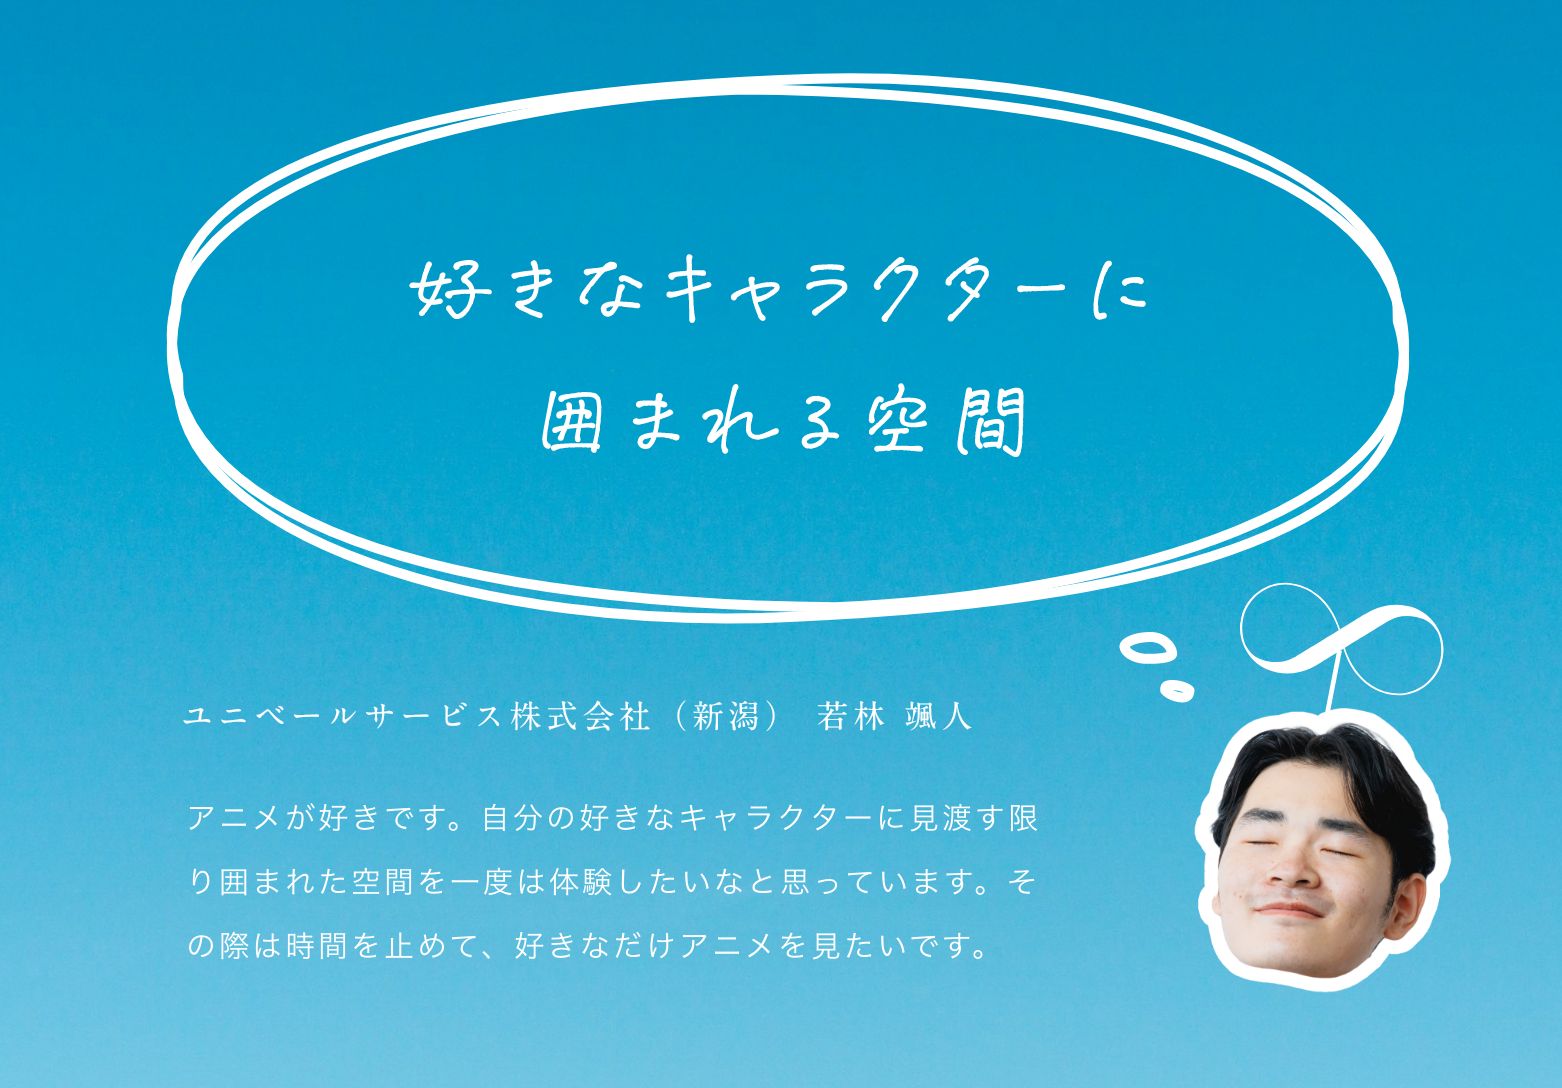 好きなキャラクターに
囲まれる空間
ユニベールサービス株式会社（新潟） 若林 颯人
アニメが好きです。自分の好きなキャラクターに見渡す限
り囲まれた空間を一度は体験したいなと思っています。そ
の際は時間を止めて、好きなだけアニメを見たいです。